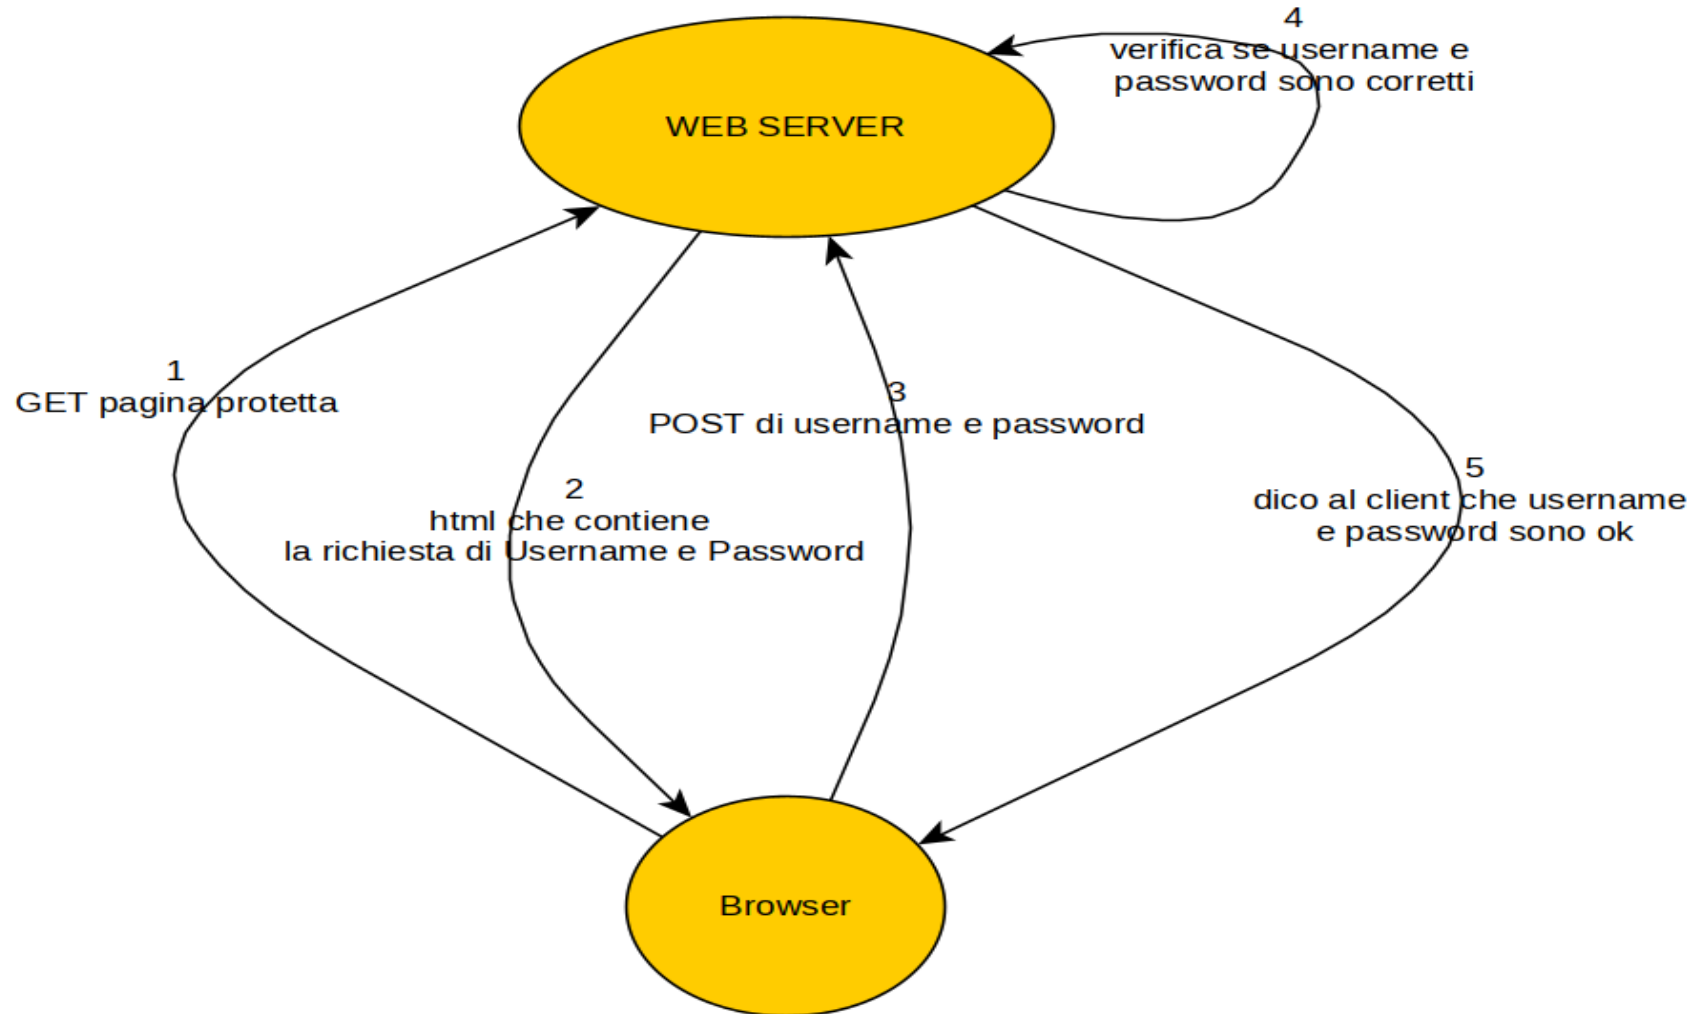 4
verifica se username e
password sono corretti
WEB SERVER
1
GET pagina protetta
3
POST di username e password
2
html che contiene
la richiesta di Username e Password
5
dico al client che username
e password sono ok
Browser